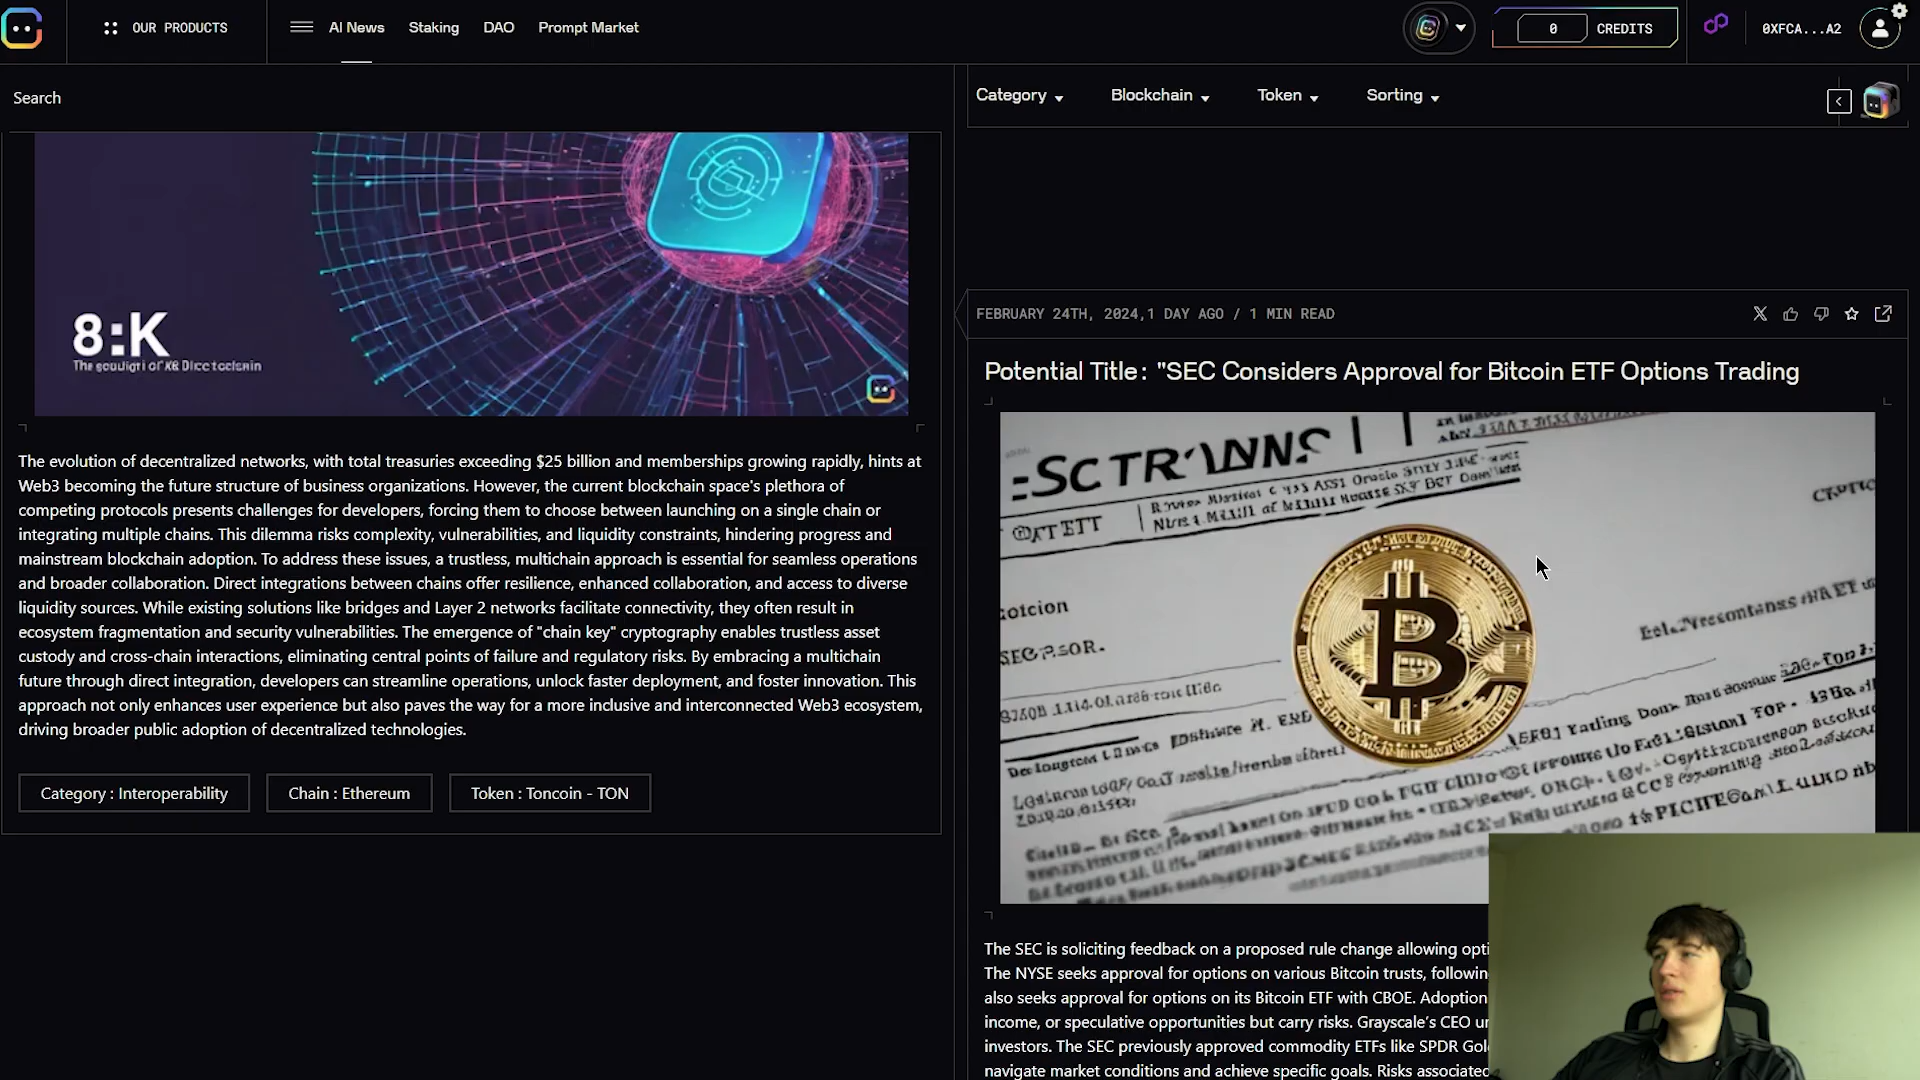 OUR PRODUCTS
AI News
Staking
DAO
Prompt Market
0
CREDITS
0XFCA...A2
Search
Category
Blockchain
Token
Sorting
8:K
The evolution of decentralized networks, with total treasuries exceeding $25 billion and memberships growing rapidly, hints at
Web3 becoming the future structure of business organizations. However, the current blockchain space's plethora of
competing protocols presents challenges for developers, forcing them to choose between launching on a single chain or
integrating multiple chains. This dilemma risks complexity, vulnerabilities, and liquidity constraints, hindering progress and
mainstream blockchain adoption. To address these issues, a trustless, multichain approach is essential for seamless operations
and broader collaboration. Direct integrations between chains offer resilience, enhanced collaboration, and access to diverse
liquidity sources. While existing solutions like bridges and Layer 2 networks facilitate connectivity, they often result in
ecosystem fragmentation and security vulnerabilities. The emergence of "chain key" cryptography enables trustless asset
custody and cross-chain interactions, eliminating central points of failure and regulatory risks. By embracing a multichain
future through direct integration, developers can streamline operations, unlock faster deployment, and foster innovation. This
approach not only enhances user experience but also paves the way for a more inclusive and interconnected Web3 ecosystem,
driving broader public adoption of decentralized technologies.
Category : Interoperability
Chain : Ethereum
Token : Toncoin - TON
FEBRUARY 24TH, 2024,1 DAY AGO / 1 MIN READ
Potential Title: "SEC Considers Approval for Bitcoin ETF Options Trading
The SEC is soliciting feedback on a proposed rule change allowing opti
The NYSE seeks approval for options on various Bitcoin trusts, followin
also seeks approval for options on its Bitcoin ETF with CBOE. Adoption
income, or speculative opportunities but carry risks. Grayscale's CEO u
investors. The SEC previously approved commodity ETFs like SPDR Gol
navigate market conditions and achieve specific goals. Risks associated